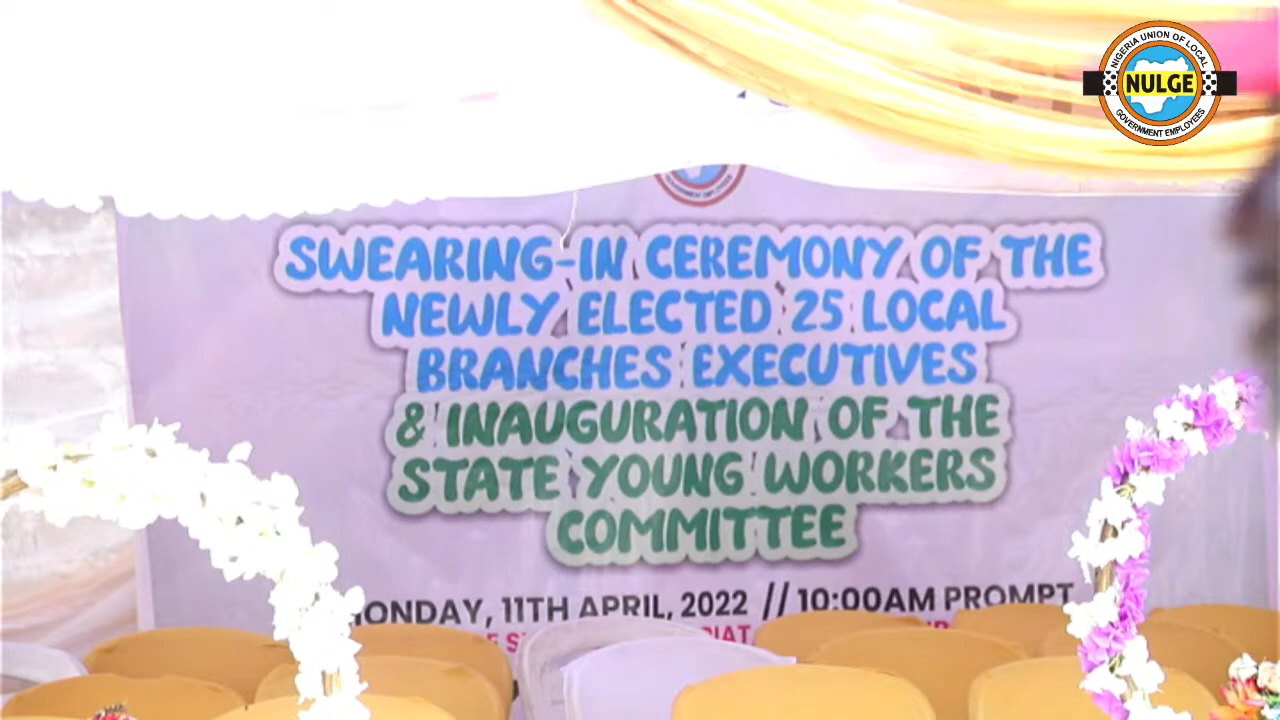 NIGERIA UNION OF LOCAL
NULGE
GOVERNMENT EMPLOYEES
SWEARING-IN CEREMONY OF THE
NEWLY ELECTED 25 LOCAL
BRANCHES EXECUTIVES
& INAUGURATION OF THE
STATE YOUNG WORKERS
COMMITTEE
MONDAY, 11TH APRIL, 2022 // 10:00AM PROMPT